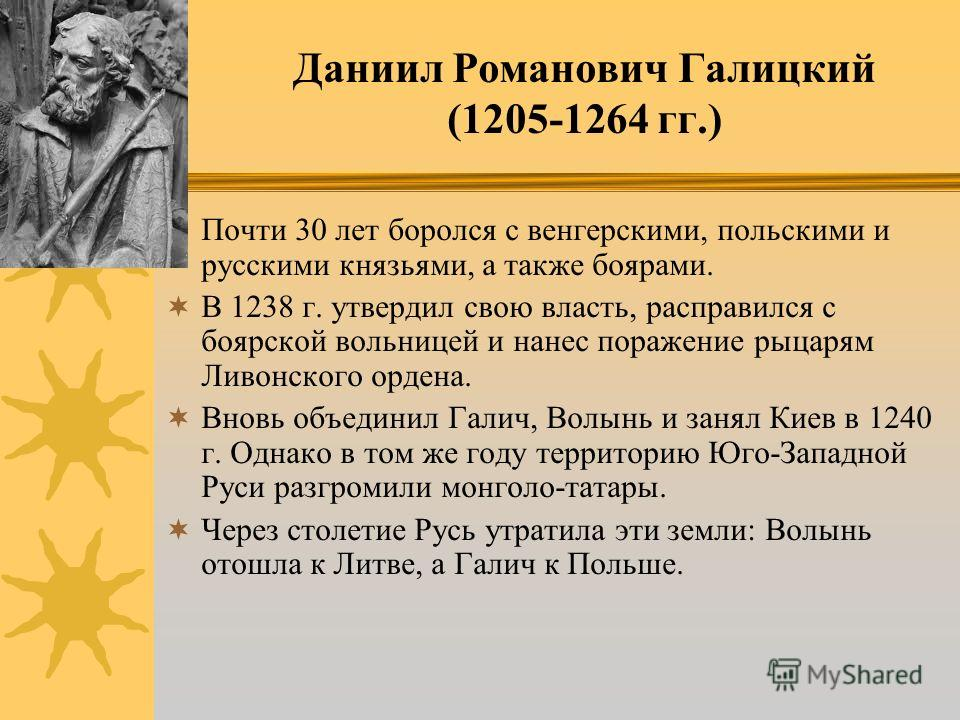 Даниил Романович Галицкий
(1205-1264 гг.)
Почти 30 лет боролся с венгерскими, польскими и
русскими князьями, а также боярами.
В 1238 г. утвердил свою власть, расправился с
боярской вольницей и нанес поражение рыцарям
Ливонского ордена.
Вновь объединил Галич, Волынь и занял Киев в 1240
г. Однако в том же году территорию Юго-Западной
Руси разгромили монголо-татары.
Через столетие Русь утратила эти земли: Волынь
отошла к Литве, а Галич к Польше.
MyShared